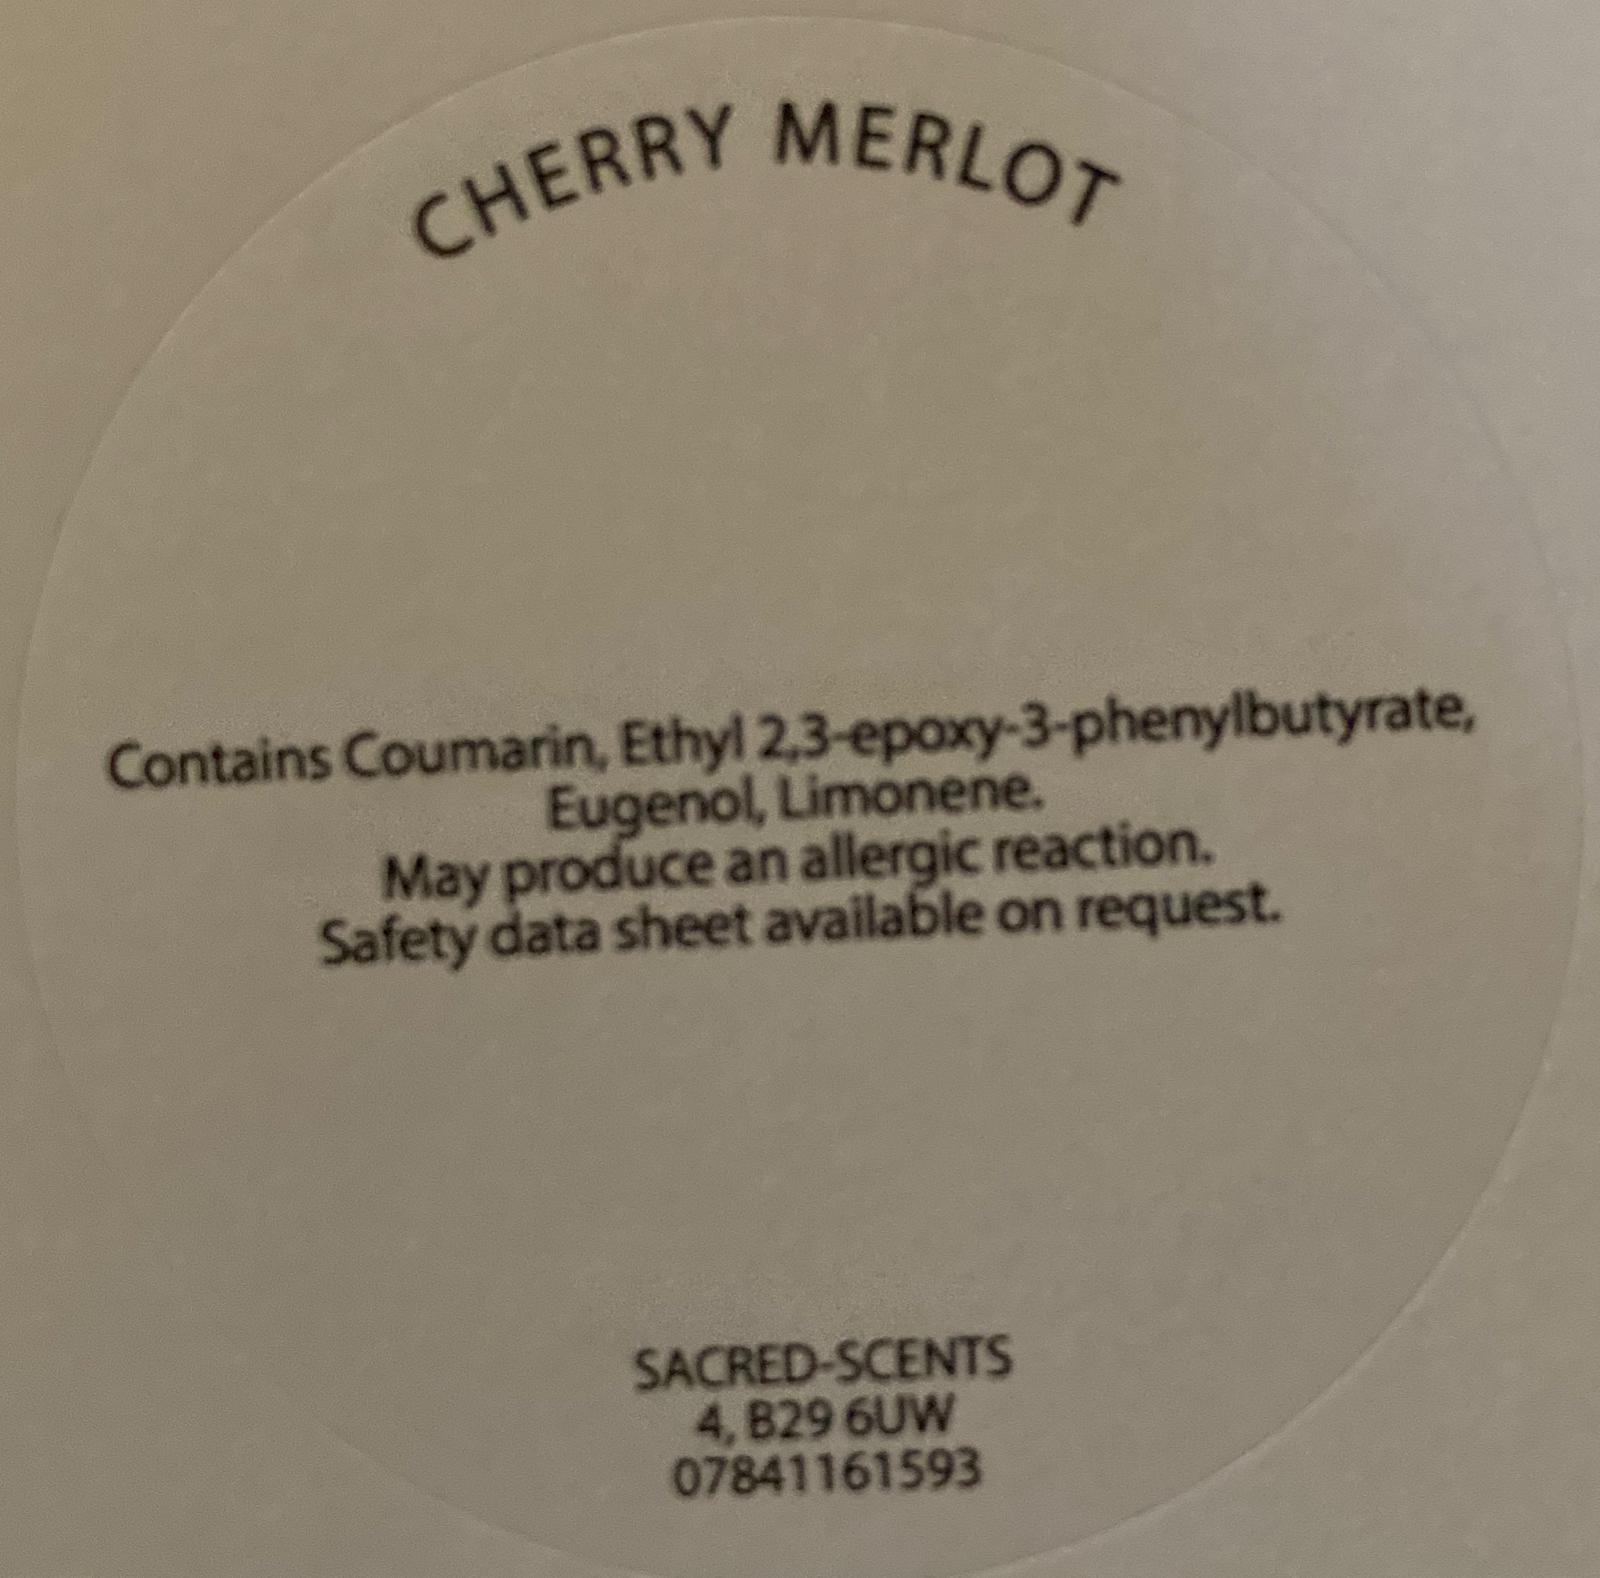 CHERRY MERLOT
Contains Coumarin, Ethyl 2,3-epoxy-3-phenylbutyrate,
Eugenol, Limonene.
May produce an allergic reaction.
Safety data sheet available on request.
SACRED-SCENTS
4, B29 6UW
07841161593